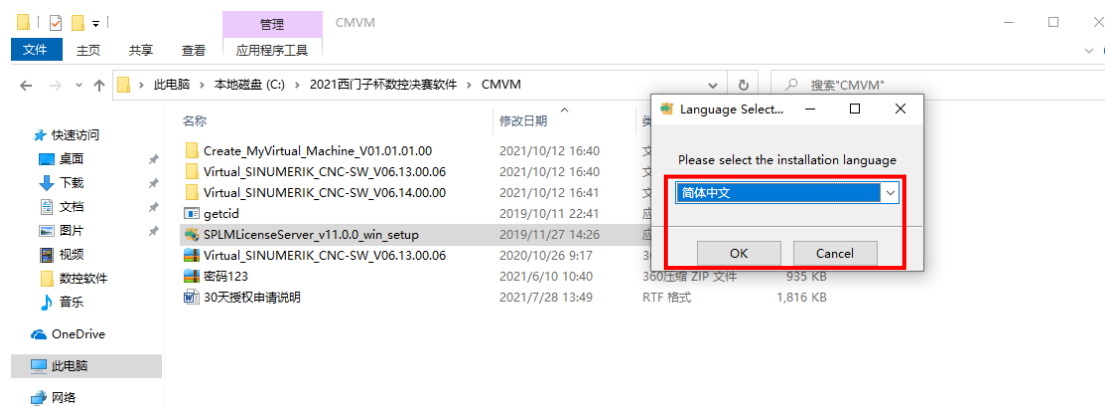 管理
CMVM
文件
主页
共享
查看
应用程序工具
此电脑 › 本地磁盘 (C:) › 2021西门子杯数控决赛软件 › CMVM
搜索"CMVM"
名称
修改日期
快速访问
桌面
下载
文档
图片
视频
数控软件
音乐
OneDrive
此电脑
网络
Create_MyVirtual_Machine_V01.01.01.00 2021/10/12 16:40
Virtual_SINUMERIK_CNC-SW_V06.13.00.06 2021/10/12 16:40
Virtual_SINUMERIK_CNC-SW_V06.14.00.00 2021/10/12 16:41
getcid 2019/10/11 22:41
SPLMLicenseServer_v11.0.0_win_setup 2019/11/27 14:26
Virtual_SINUMERIK_CNC-SW_V06.13.00.06 2020/10/26 9:17
密码123 2021/6/10 10:40 360压缩 ZIP 文件 935 KB
30天授权申请说明 2021/7/28 13:49 RTF 格式 1,816 KB
Language Select...
Please select the installation language
简体中文
OK
Cancel